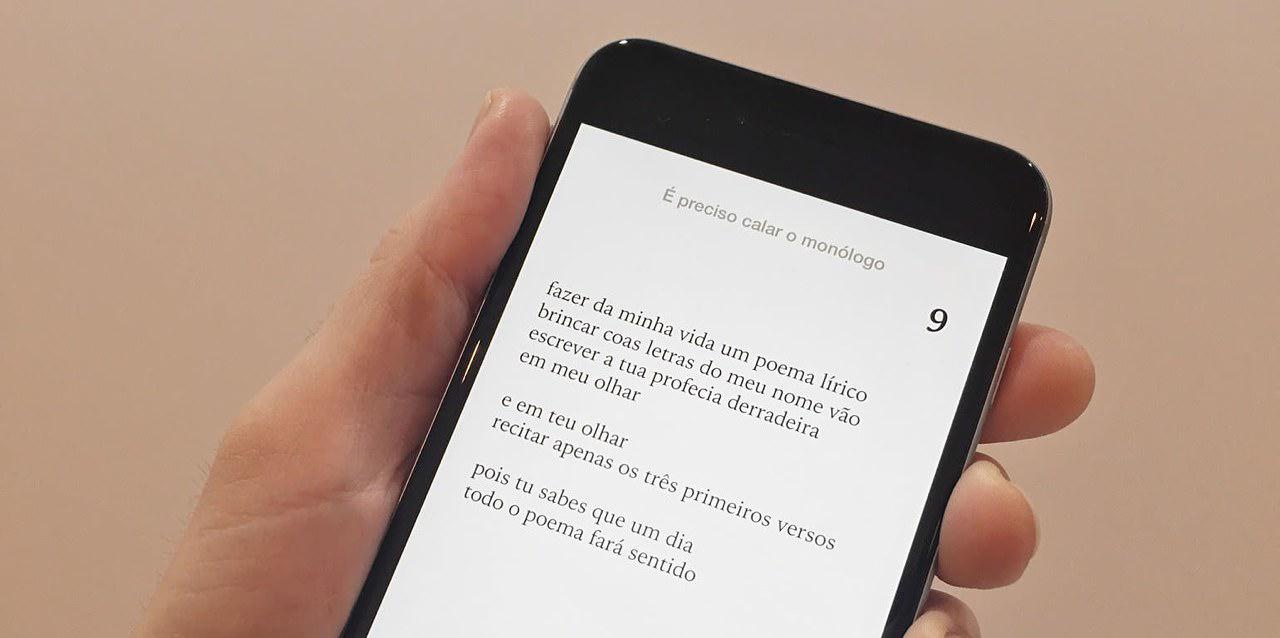 É preciso calar o monólogo
9
fazer da minha vida um poema lírico
brincar coas letras do meu nome vão
escrever a tua profecia derradeira
em meu olhar
e em teu olhar
recitar apenas os três primeiros versos
pois tu sabes que um dia
todo o poema fará sentido